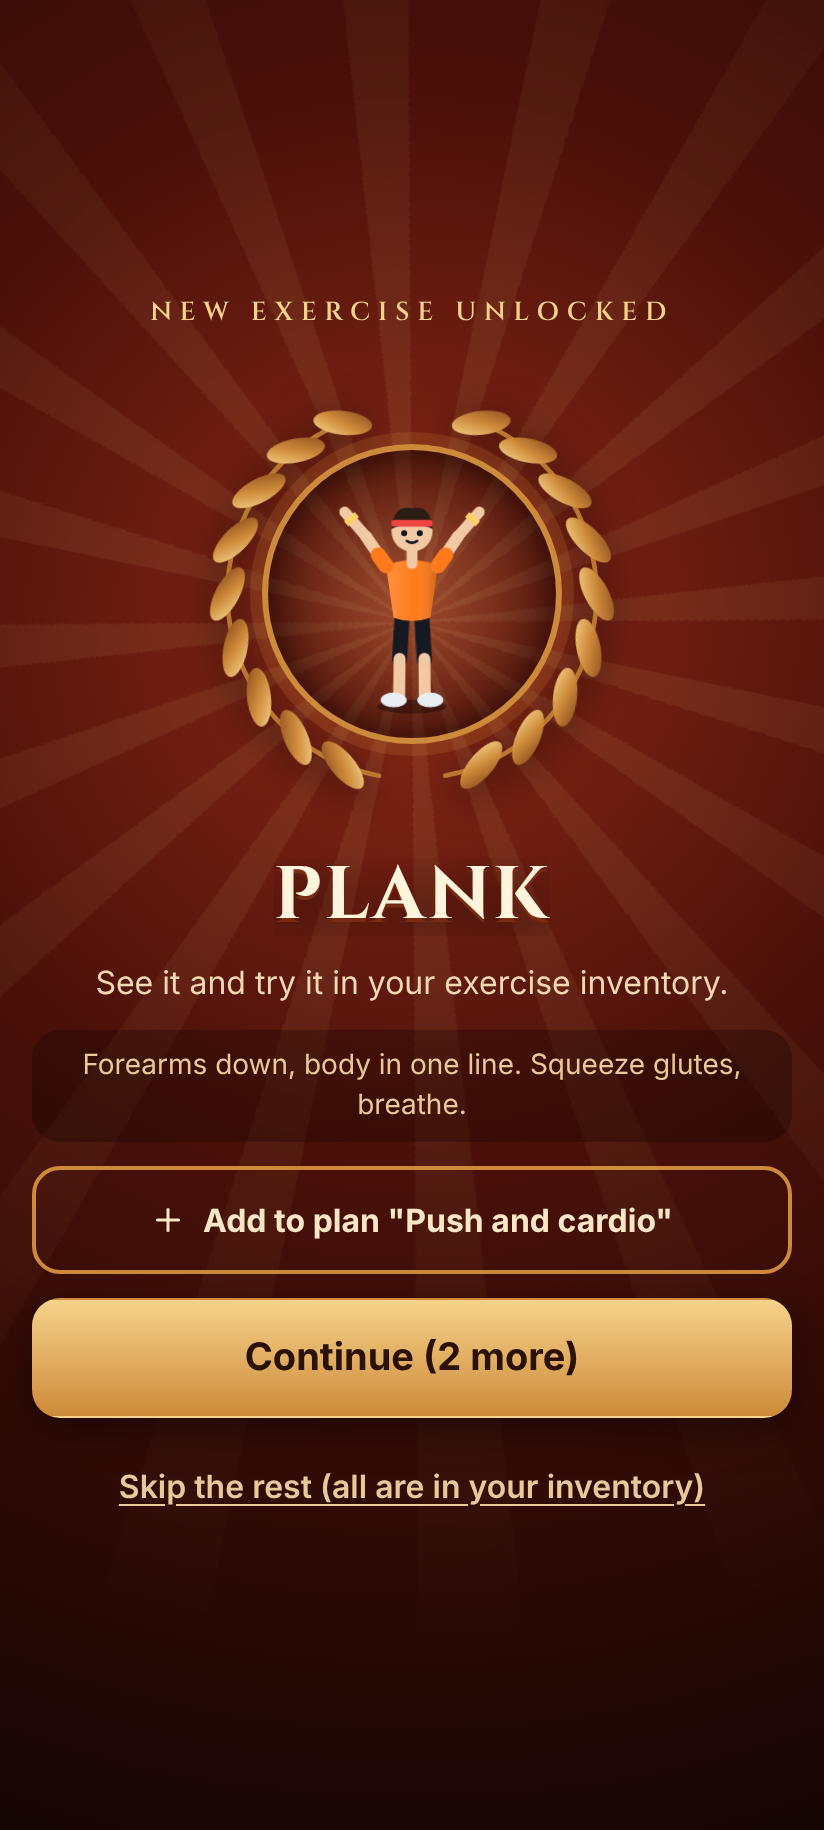 NEW EXERCISE UNLOCKED
PLANK
See it and try it in your exercise inventory.
Forearms down, body in one line. Squeeze glutes,
breathe.
+ Add to plan "Push and cardio"
Continue (2 more)
Skip the rest (all are in your inventory)